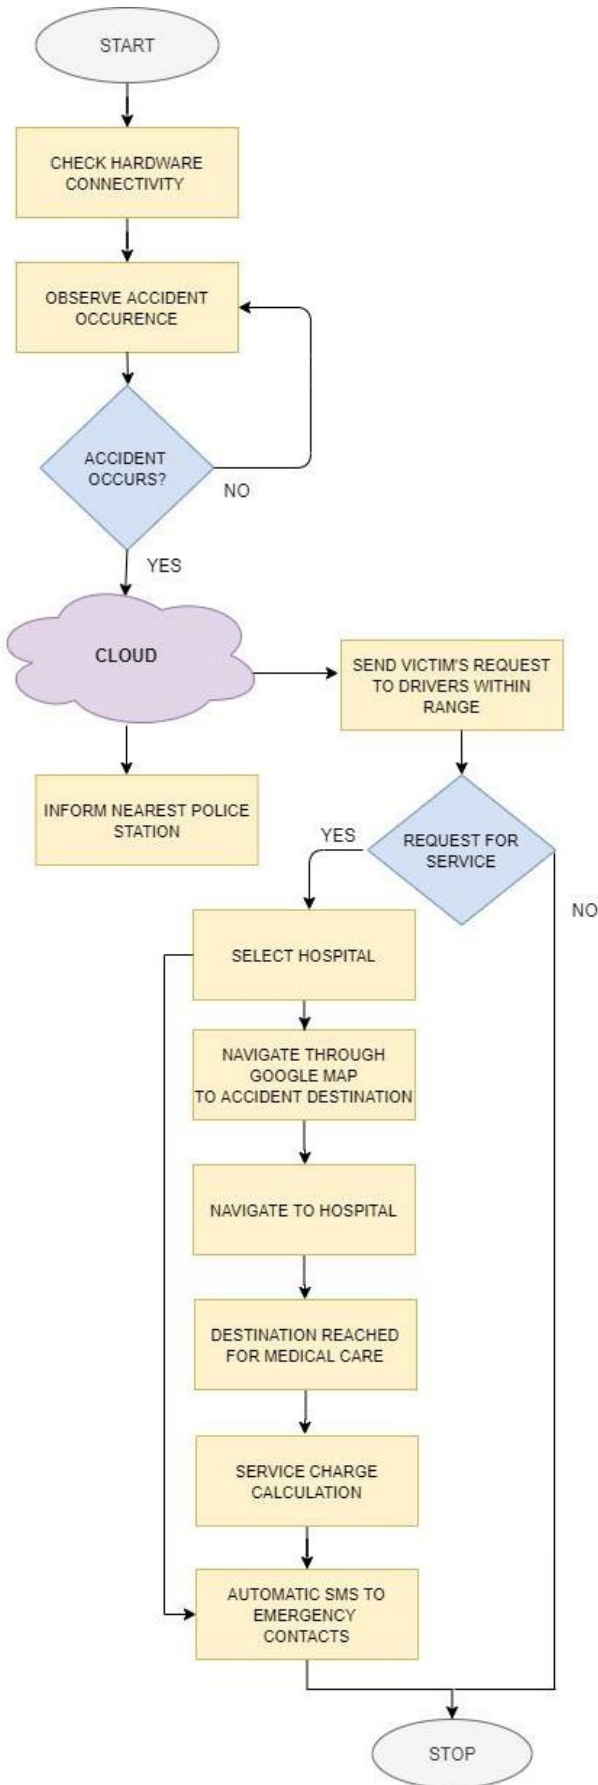 START
CHECK HARDWARE
CONNECTIVITY
OBSERVE ACCIDENT
OCCURENCE
ACCIDENT
OCCURS?
NO
YES
CLOUD
SEND VICTIM'S REQUEST
TO DRIVERS WITHIN
RANGE
INFORM NEAREST POLICE
STATION
YES
REQUEST FOR
SERVICE
NO
SELECT HOSPITAL
NAVIGATE THROUGH
GOOGLE MAP
TO ACCIDENT DESTINATION
NAVIGATE TO HOSPITAL
DESTINATION REACHED
FOR MEDICAL CARE
SERVICE CHARGE
CALCULATION
AUTOMATIC SMS TO
EMERGENCY
CONTACTS
STOP